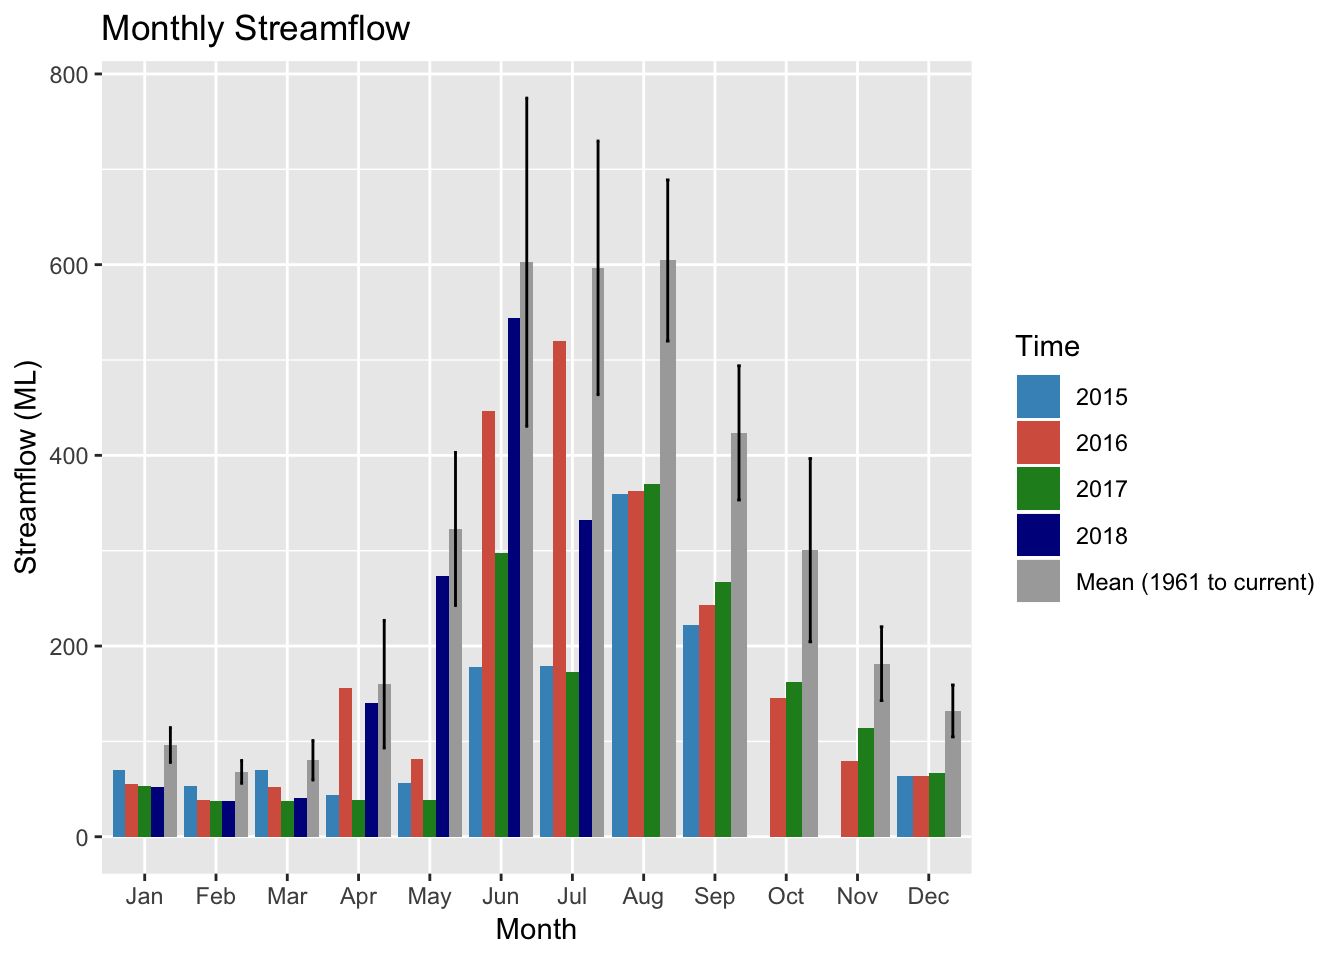 Monthly Streamflow
800
600
400
200
0
Streamflow (ML)
Jan Feb Mar Apr May Jun Jul Aug Sep Oct Nov Dec
Month
Time
2015
2016
2017
2018
Mean (1961 to current)